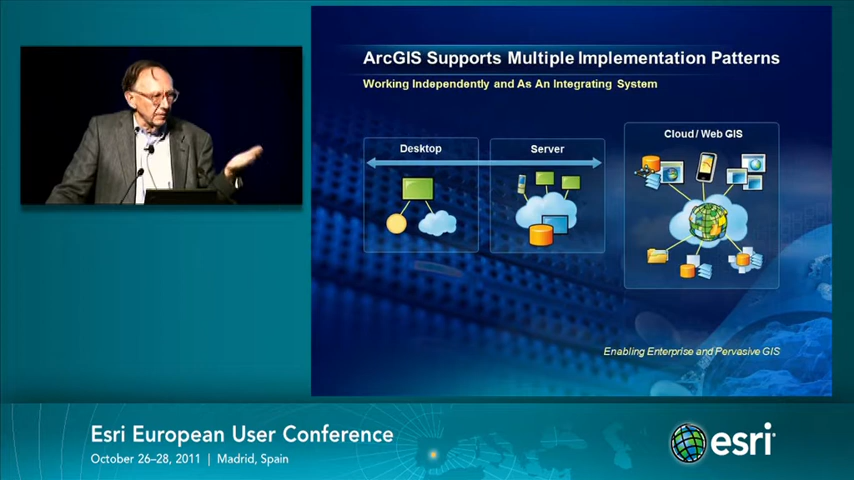 ArcGIS Supports Multiple Implementation Patterns
Working Independently and As An Integrating System
Desktop
Server
Cloud / Web GIS
Enabling Enterprise and Pervasive GIS
Esri European User Conference
October 26–28, 2011 | Madrid, Spain
esri